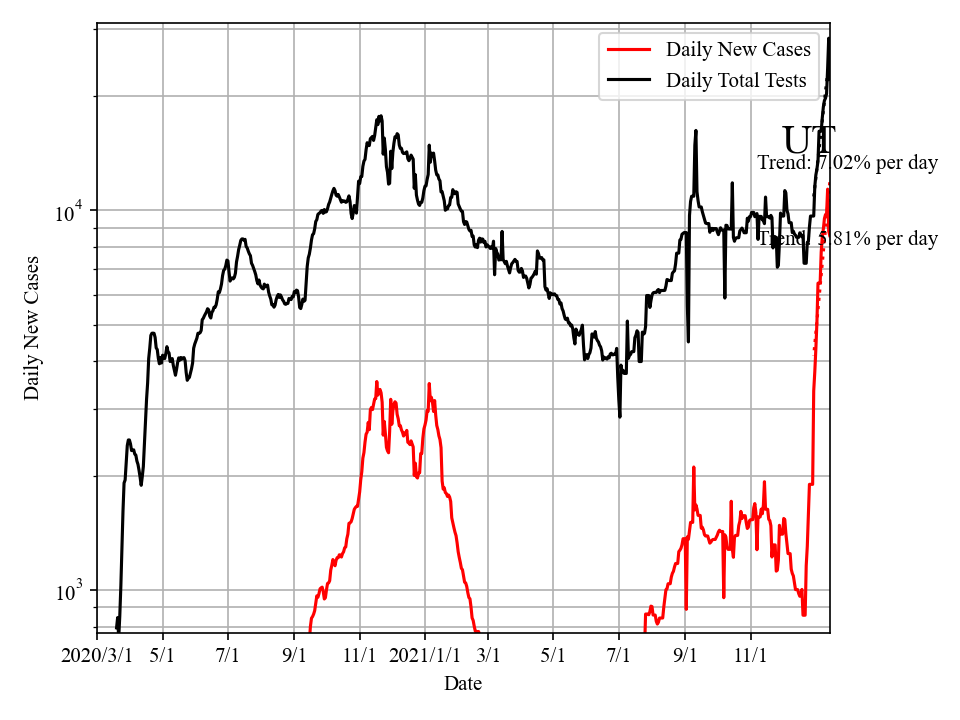 Daily New Cases
Daily Total Tests
UT
Trend: 7.02% per day
Trend: 5.81% per day
10^4
10^3
Daily New Cases
2020/3/1 5/1 7/1 9/1 11/1 2021/1/1 3/1 5/1 7/1 9/1 11/1
Date